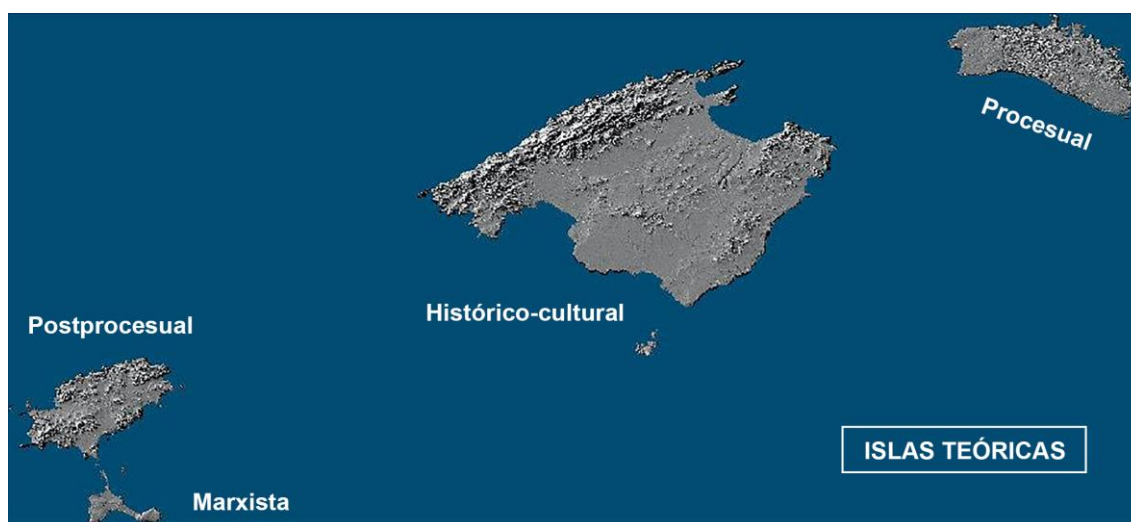 Procesual
Histórico-cultural
Postprocesual
ISLAS TEÓRICAS
Marxista